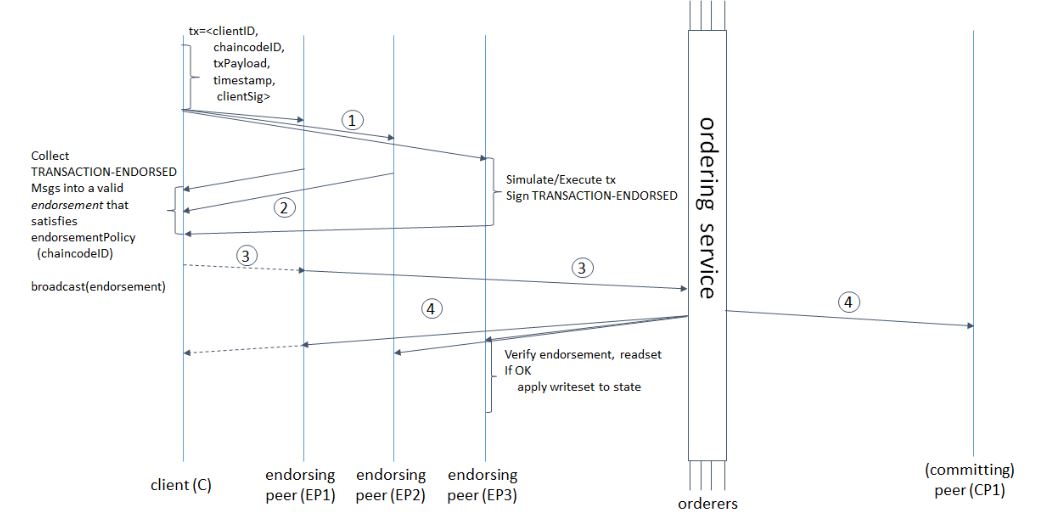 tx=<clientID,
chaincodeID,
txPayload,
timestamp,
clientSig>
1
Collect
TRANSACTION-ENDORSED
Msgs into a valid
endorsement that
satisfies
endorsementPolicy
(chaincodeID)
Simulate/Execute tx
Sign TRANSACTION-ENDORSED
2
3
3
broadcast(endorsement)
4
4
ordering service
Verify endorsement, readset
If OK
apply writeset to state
client (C)
endorsing
peer (EP1)
endorsing
peer (EP2)
endorsing
peer (EP3)
orderers
(committing)
peer (CP1)